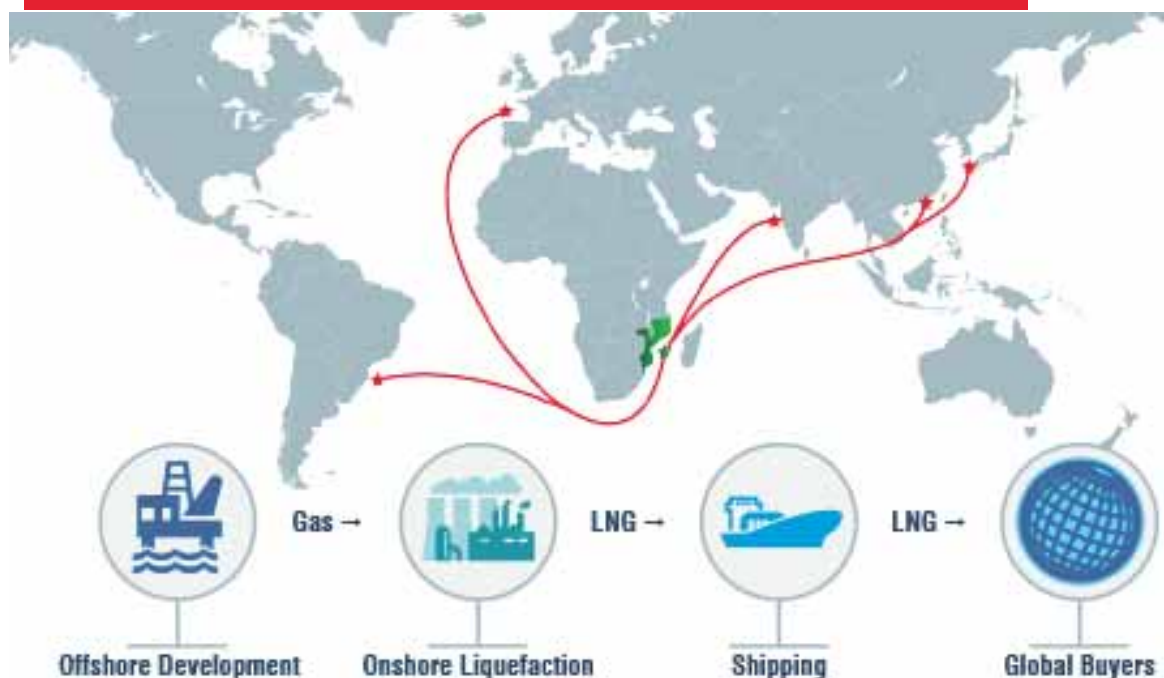 Gas →
LNG →
LNG →
Offshore Development
Onshore Liquefaction
Shipping
Global Buyers